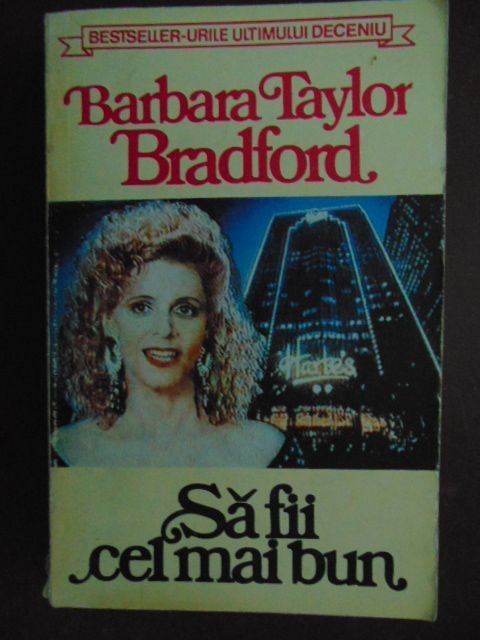 BESTSELLER-URILE ULTIMULUI DECENIU
Barbara Taylor
Bradford
Harte's
Să fii
cel mai bun